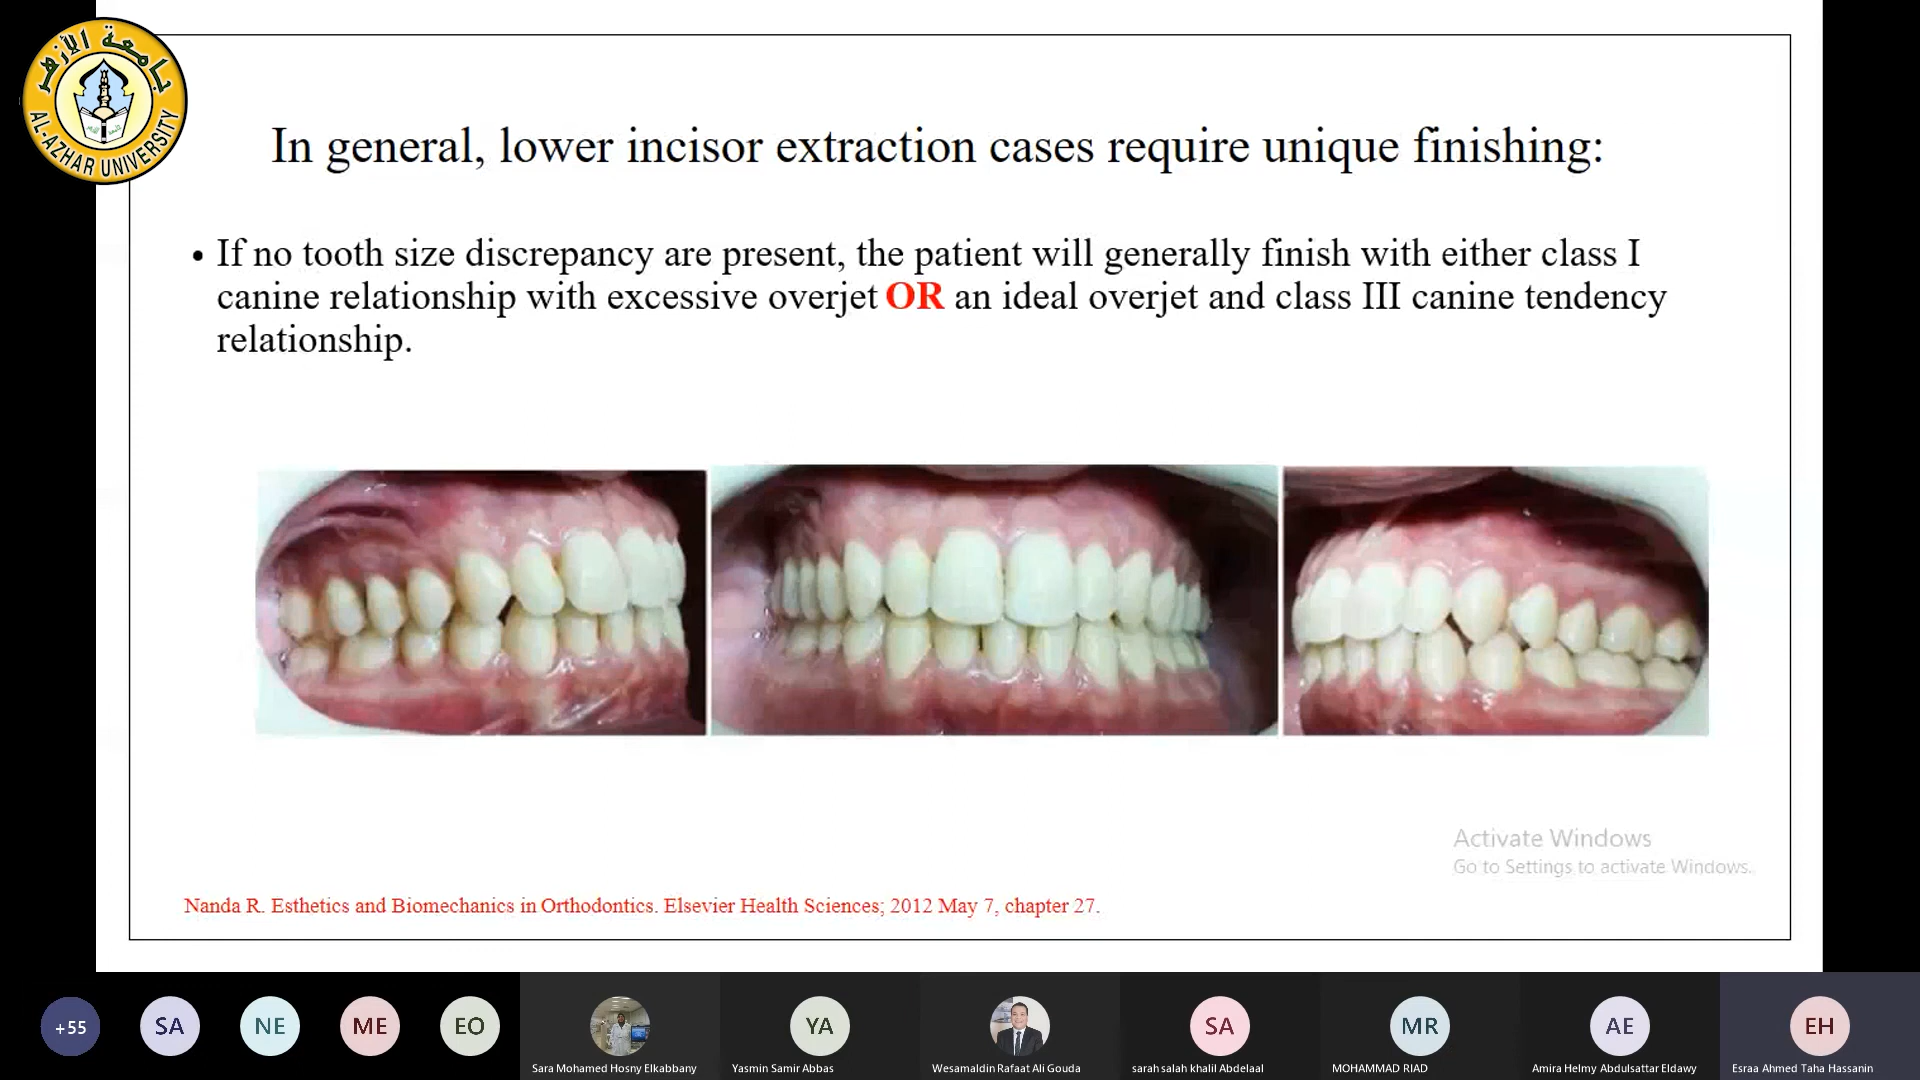 جامعة الأزهر
AL-AZHAR UNIVERSITY
In general, lower incisor extraction cases require unique finishing:
• If no tooth size discrepancy are present, the patient will generally finish with either class I
canine relationship with excessive overjet OR an ideal overjet and class III canine tendency
relationship.
Activate Windows
Go to Settings to activate Windows.
Nanda R. Esthetics and Biomechanics in Orthodontics. Elsevier Health Sciences; 2012 May 7, chapter 27.
+55
SA
NE
ME
EO
YA
SA
MR
AE
EH
Sara Mohamed Hosny Elkabbany
Yasmin Samir Abbas
Wesamaldin Rafaat Ali Gouda
sarah salah khalil Abdelaal
MOHAMMAD RIAD
Amira Helmy Abdulsattar Eldawy
Esraa Ahmed Taha Hassanin